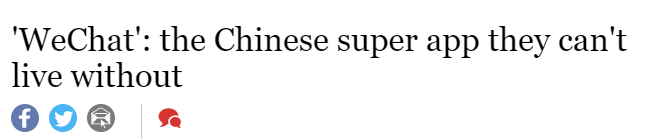 'WeChat': the Chinese super app they can't
live without